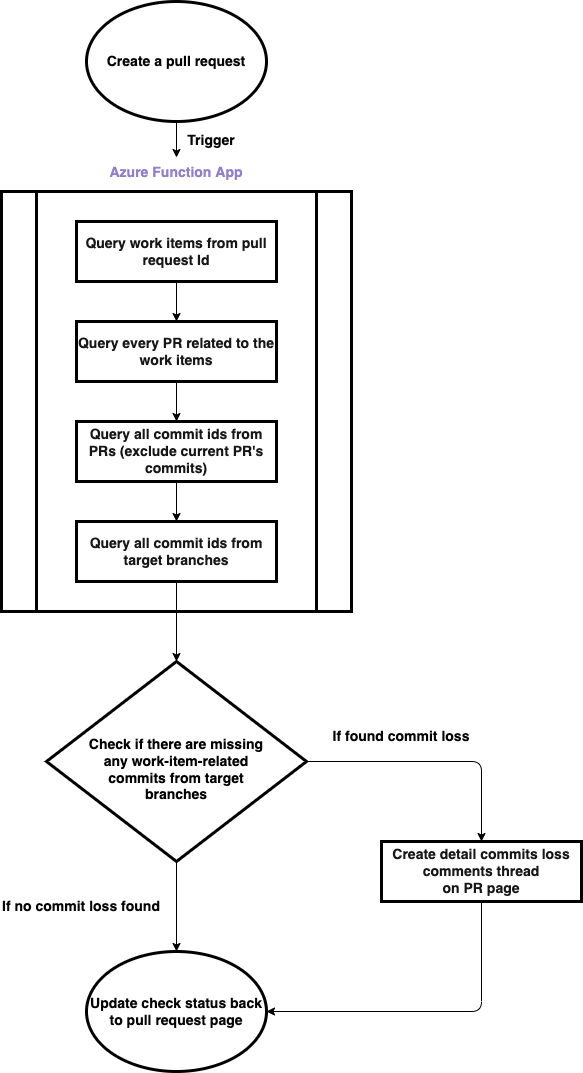 Create a pull request
Trigger
Azure Function App
Query work items from pull
request Id
Query every PR related to the
work items
Query all commit ids from
PRs (exclude current PR's
commits)
Query all commit ids from
target branches
Check if there are missing
any work-item-related
commits from target
branches
If found commit loss
Create detail commits loss
comments thread
on PR page
If no commit loss found
Update check status back
to pull request page